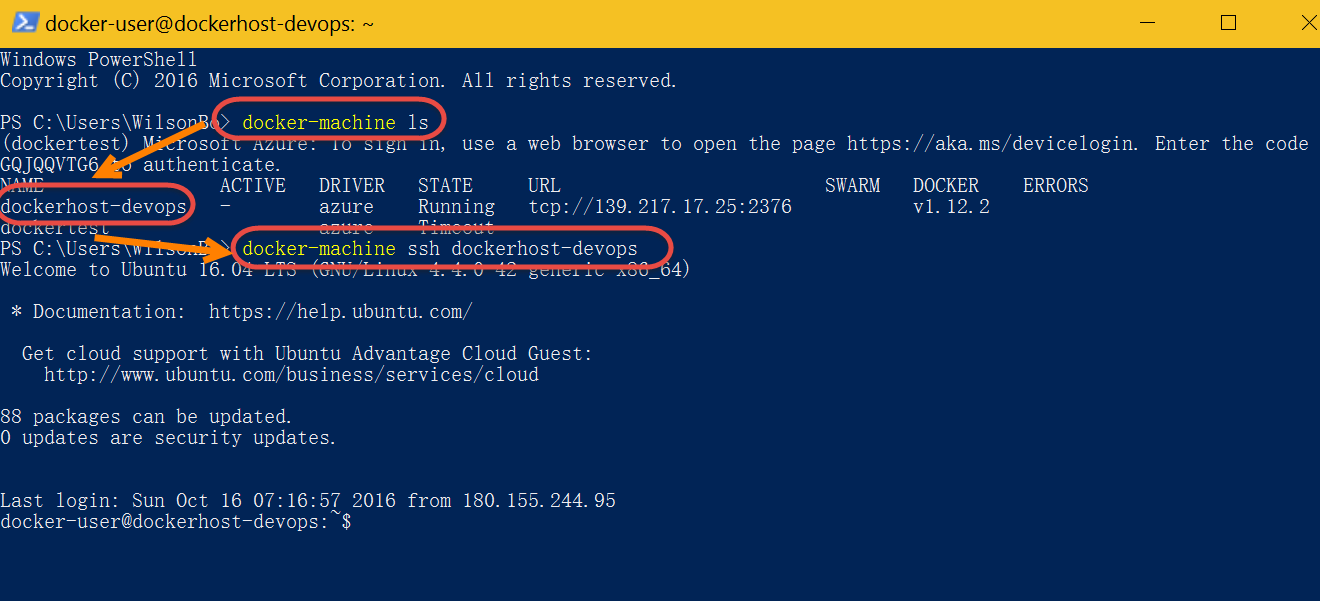 docker-user@dockerhost-devops: ~
Windows PowerShell
Copyright (C) 2016 Microsoft Corporation. All rights reserved.
PS C:\Users\WilsonBo> docker-machine ls
(dockertest) Microsoft Azure: To sign in, use a web browser to open the page https://aka.ms/devicelogin. Enter the code
GQJQQVTG6 to authenticate.
NAME ACTIVE DRIVER STATE URL SWARM DOCKER ERRORS
dockerhost-devops - azure Running tcp://139.217.17.25:2376 v1.12.2
dockertest azure Timeout
PS C:\Users\WilsonBo> docker-machine ssh dockerhost-devops
Welcome to Ubuntu 16.04 LTS (GNU/Linux 4.4.0-42-generic x86_64)
* Documentation: https://help.ubuntu.com/
Get cloud support with Ubuntu Advantage Cloud Guest:
http://www.ubuntu.com/business/services/cloud
88 packages can be updated.
0 updates are security updates.
Last login: Sun Oct 16 07:16:57 2016 from 180.155.244.95
docker-user@dockerhost-devops:~$